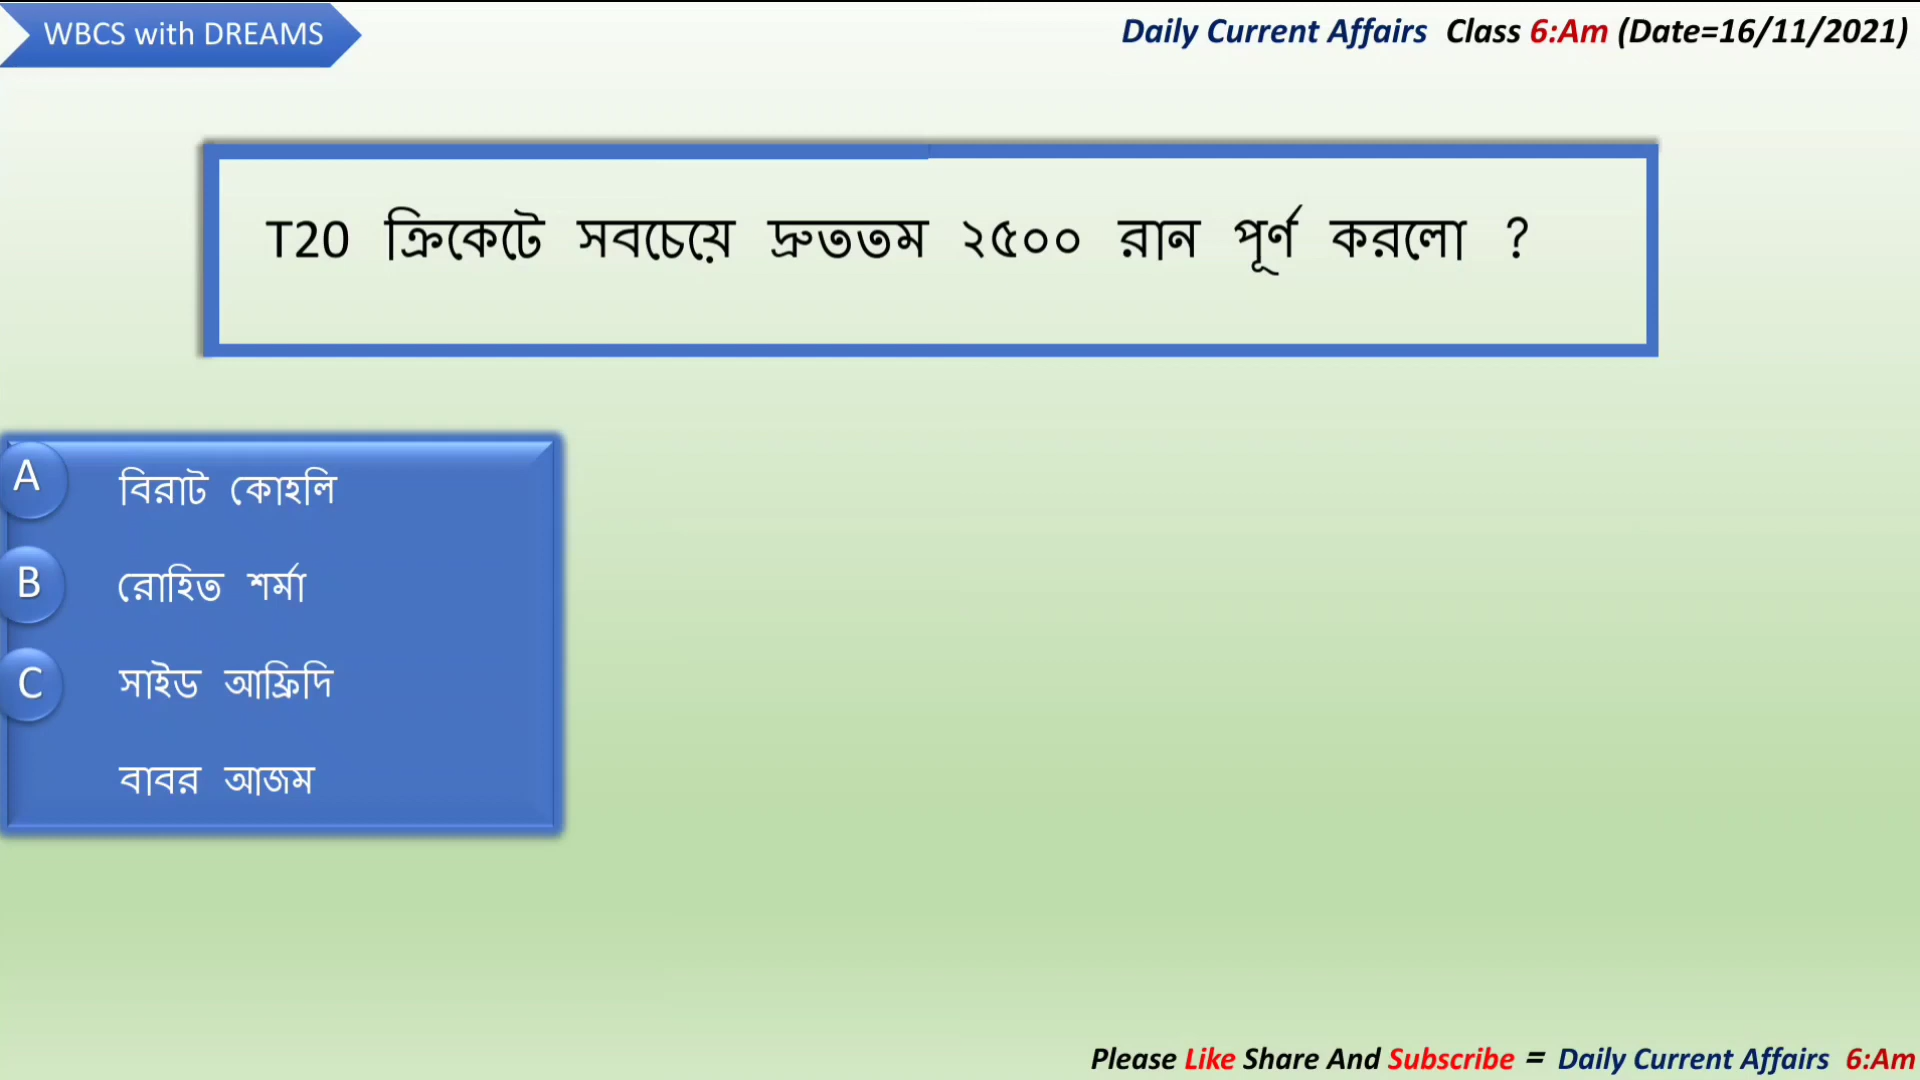 WBCS with DREAMS
Daily Current Affairs Class 6:Am (Date=16/11/2021)
T20 ক্রিকেটে সবচেয়ে দ্রুততম ২৫০০ রান পূর্ণ করলো ?
A বিরাট কোহলি
B রোহিত শর্মা
C সাইড আফ্রিদি
বাবর আজম
Please Like Share And Subscribe = Daily Current Affairs 6:Am